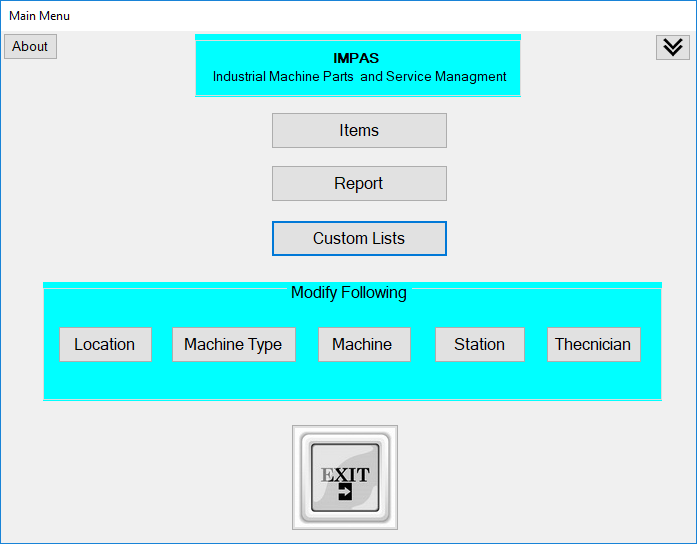 Main Menu
About
IMPAS
Industrial Machine Parts  and Service Managment
Items
Report
Custom Lists
Modify Following
Location
Machine Type
Machine
Station
Thecnician
EXIT